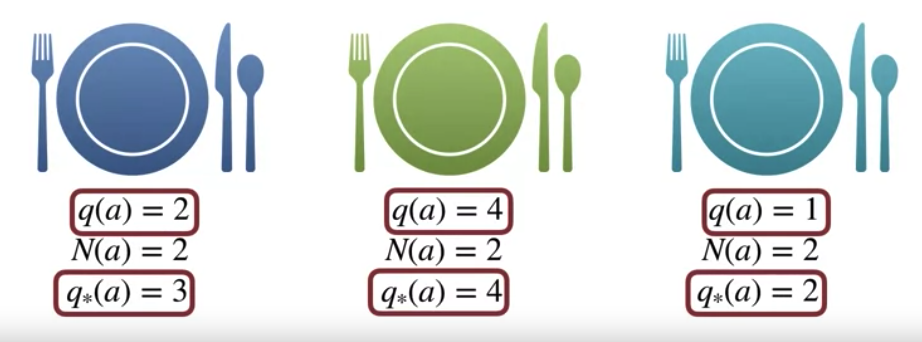 q(a) = 2
N(a) = 2
q*(a) = 3
q(a) = 4
N(a) = 2
q*(a) = 4
q(a) = 1
N(a) = 2
q*(a) = 2